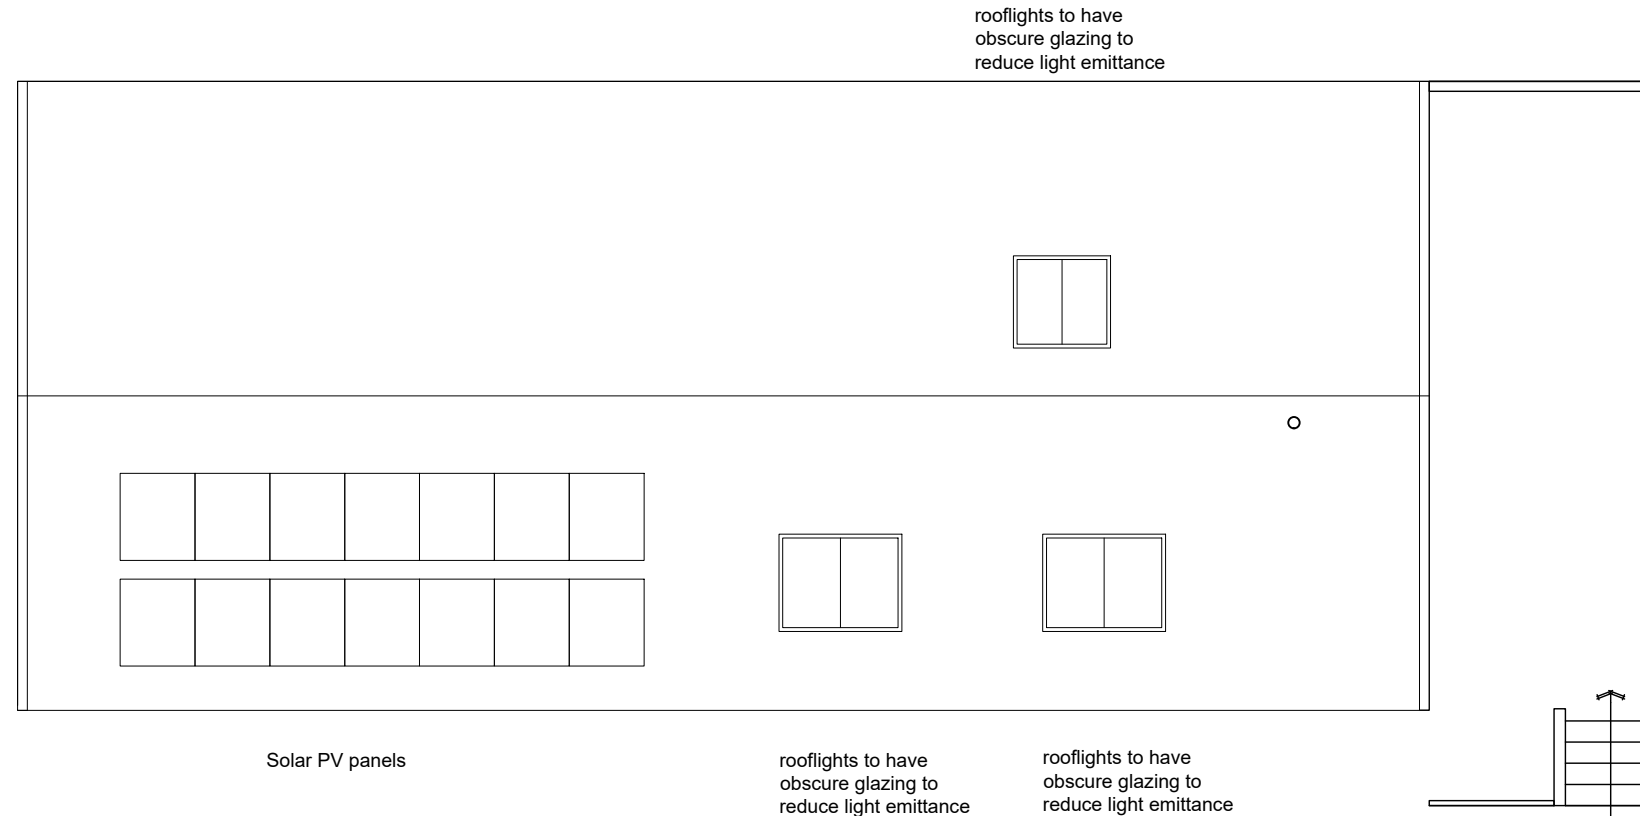 rooflights to have
obscure glazing to
reduce light emittance
Solar PV panels
rooflights to have
obscure glazing to
reduce light emittance
rooflights to have
obscure glazing to
reduce light emittance